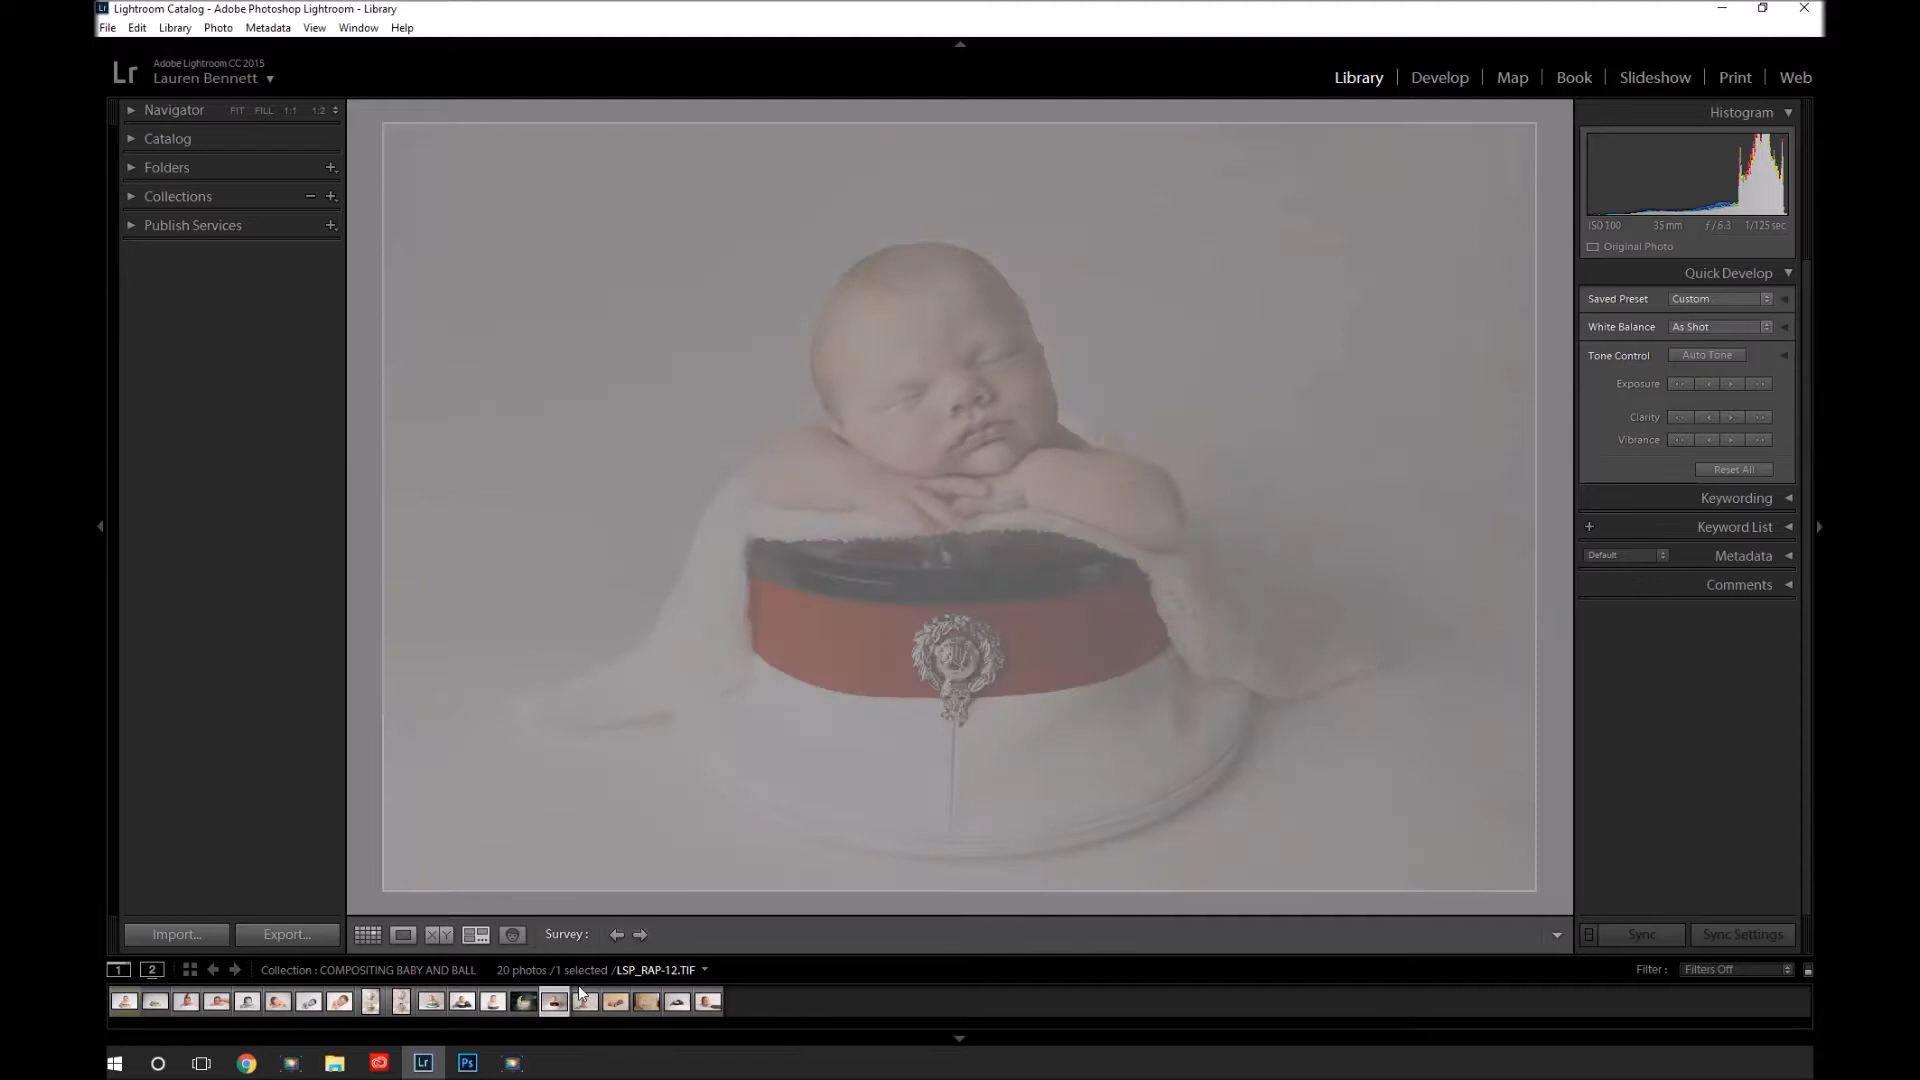 Lr Lightroom Catalog - Adobe Photoshop Lightroom - Library
File Edit Library Photo Metadata View Window Help
Lr Adobe Lightroom CC 2015
Lauren Bennett
Library | Develop | Map | Book | Slideshow | Print | Web
Navigator FIT FILL 1:1 1:2
Catalog
Folders
Collections
Publish Services
Histogram
ISO 100 35 mm ƒ / 6.3 1/125 sec
Original Photo
Quick Develop
Saved Preset Custom
White Balance As Shot
Tone Control Auto Tone
Exposure
Clarity
Vibrance
Reset All
Keywording
Keyword List
Default Metadata
Comments
Import... Export...
XY Survey :
Sync Sync Settings
1 2 Collection : COMPOSITING BABY AND BALL 20 photos / 1 selected / LSP_RAP-12.TIF
Filter : Filters Off
Lr Ps